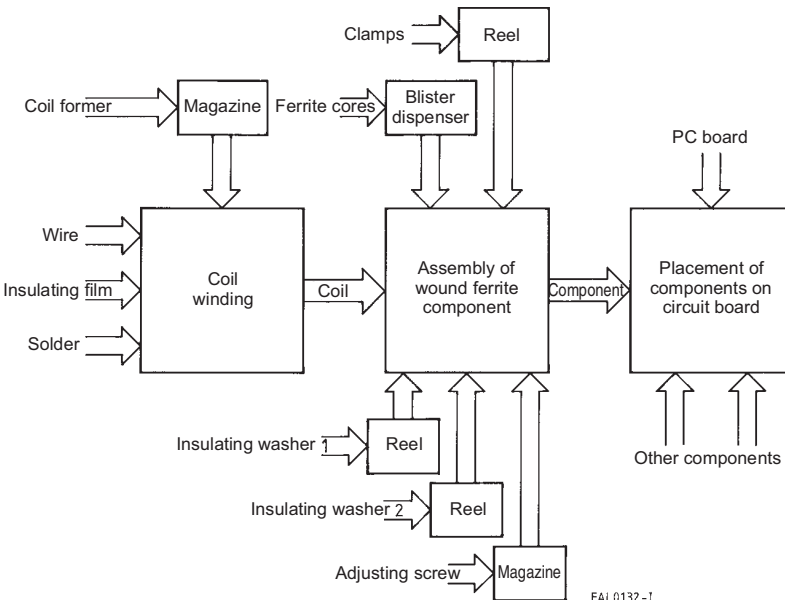 Clamps
Reel
Coil former
Magazine
Ferrite cores
Blister
dispenser
PC board
Wire
Insulating film
Solder
Coil
winding
Coil
Assembly of
wound ferrite
component
Component
Placement of
components on
circuit board
Insulating washer 1
Reel
Insulating washer 2
Reel
Other components
Adjusting screw
Magazine
FAL0132-I